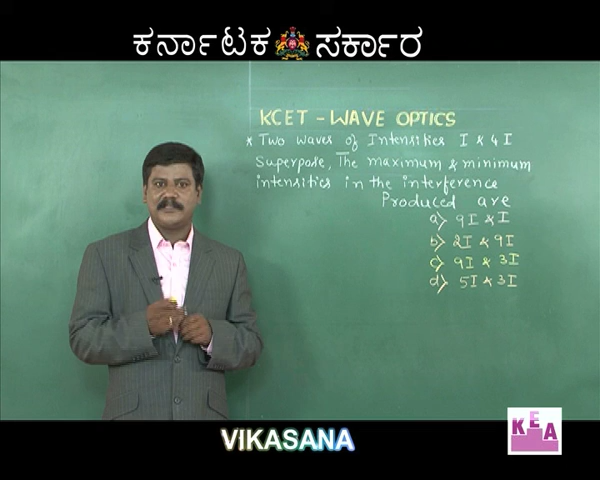 ಕರ್ನಾಟಕ ಸರ್ಕಾರ
KCET - WAVE OPTICS
* Two waves of Intensities I & 4I
Superpose, The maximum & minimum
intensities in the interference
Produced are
a) 9I & I
b) 2I & 9I
c) 9I & 3I
d) 5I & 3I
VIKASANA
KEA